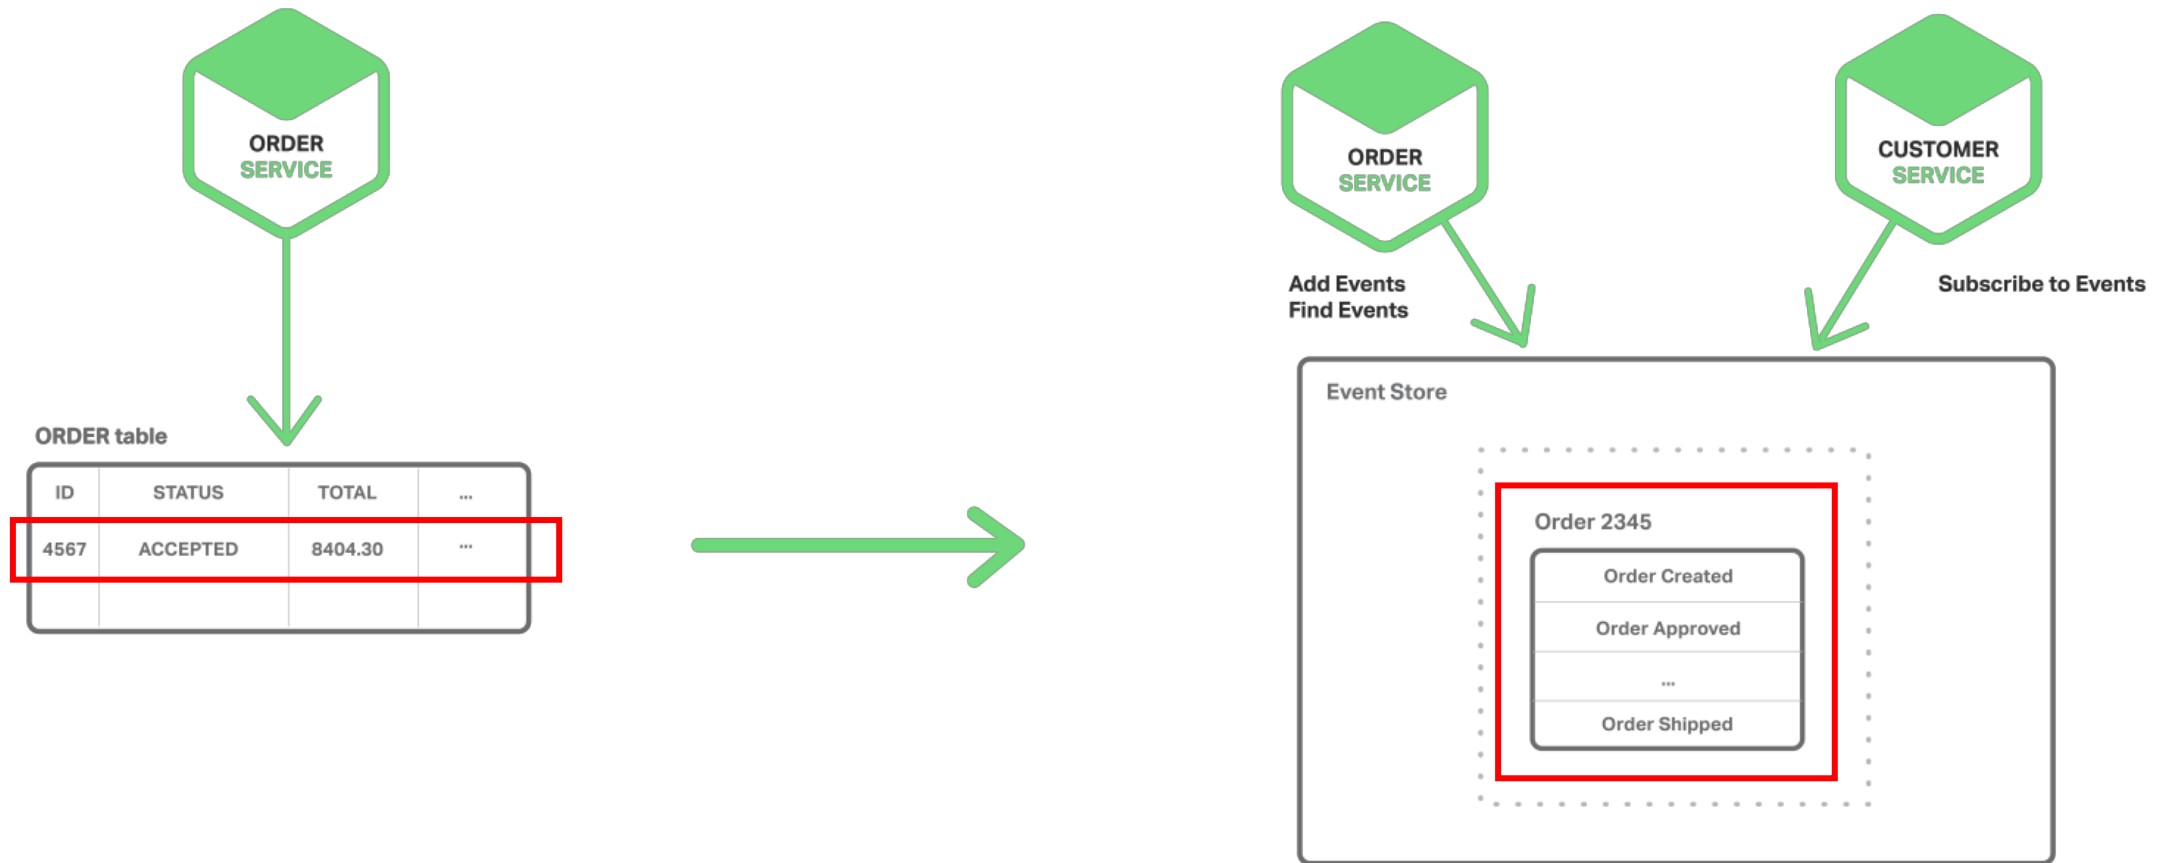 ORDER
SERVICE
ORDER table
ID STATUS TOTAL ...
4567 ACCEPTED 8404.30 ...
ORDER
SERVICE
CUSTOMER
SERVICE
Add Events
Find Events
Subscribe to Events
Event Store
Order 2345
Order Created
Order Approved
...
Order Shipped